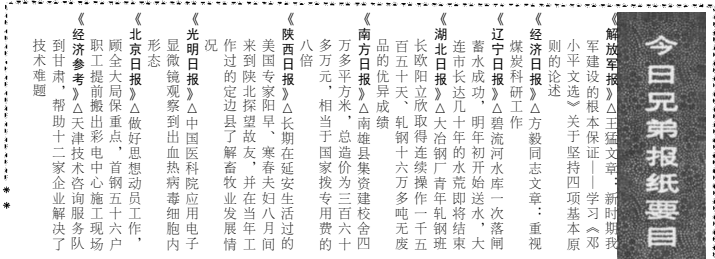 今日兄弟报纸要目
《解放军报》△王猛文章：新时期我
军建设的根本保证——学习《邓
小平文选》关于坚持四项基本原
则的论述
《经济日报》△方毅同志文章：重视
煤炭科研工作
《辽宁日报》△碧流河水库一次落闸
蓄水成功，明年初开始送水，大
连市长达几十年的水荒即将结束
《湖北日报》△大冶钢厂青年轧钢班
长欧阳立欣取得连续操作一千五
百五十天、轧钢十六万多吨无废
品的优异成绩
《南方日报》△南雄县集资建校舍四
万多平方米，总造价为三百六十
多万元，相当于国家拨专用费的
八倍
《陕西日报》△长期在延安生活过的
美国专家阳早、寒春夫妇八月间
来到陕北探望故友，并在当年工
作过的定边县了解畜牧业发展情
况
《光明日报》△中国医科院应用电子
显微镜观察到出血热病毒细胞内
形态
《北京日报》△做好思想动员工作，
顾全大局保重点，首钢五十六户
职工提前搬出彩电中心施工现场
《经济参考》△天津技术咨询服务队
到甘肃，帮助十二家企业解决了
技术难题